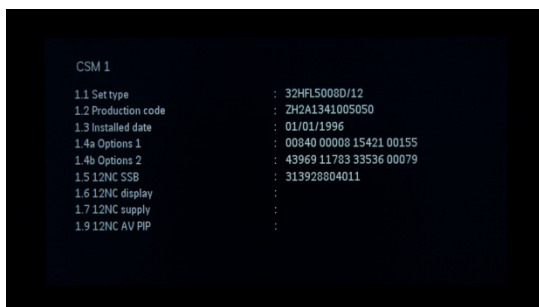 CSM 1
1.1 Set type : 32HFL5008D/12
1.2 Production code : ZH2A1341005050
1.3 Installed date : 01/01/1996
1.4a Options 1 : 00840 00008 15421 00155
1.4b Options 2 : 43969 11783 33536 00079
1.5 12NC SSB : 313928804011
1.6 12NC display :
1.7 12NC supply :
1.9 12NC AV PIP :